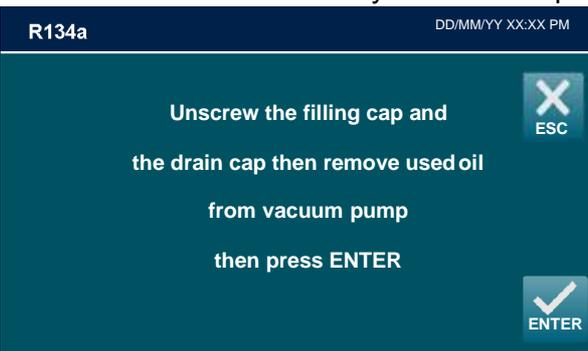 R134a
DD/MM/YY XX:XX PM
Unscrew the filling cap and
ESC
the drain cap then remove used oil
from vacuum pump
then press ENTER
ENTER